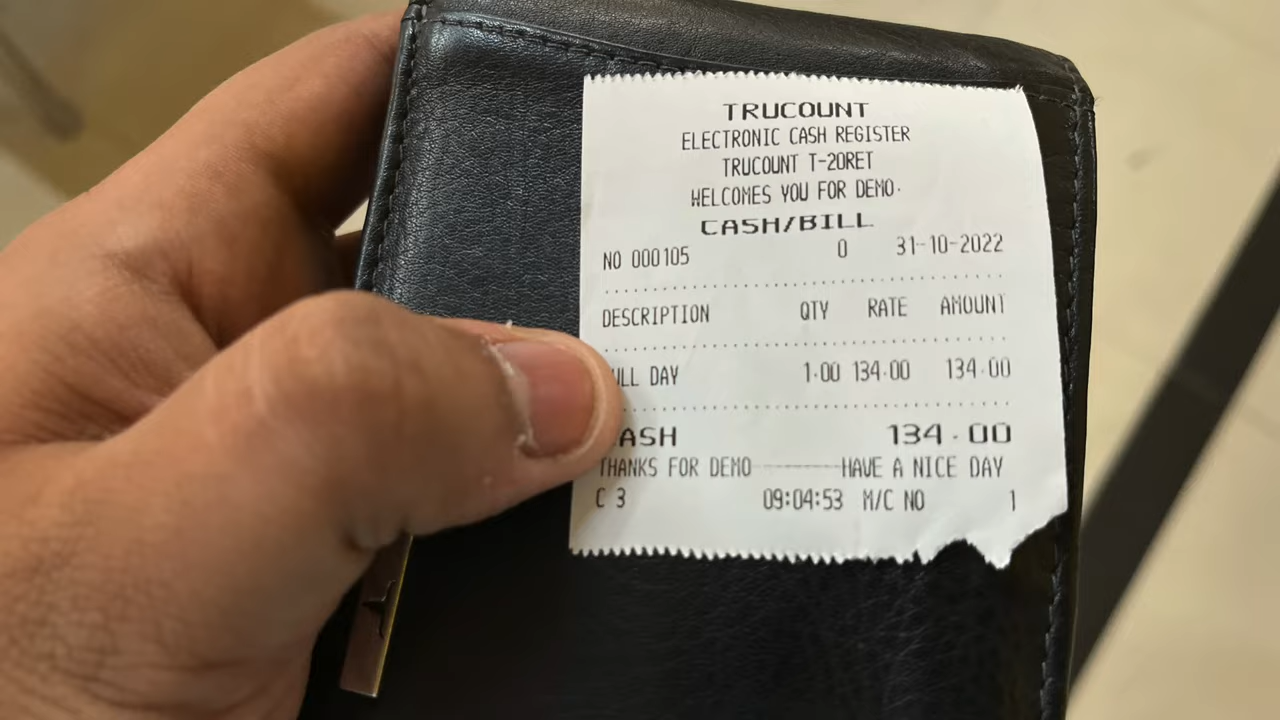 TRUCOUNT
ELECTRONIC CASH REGISTER
TRUCOUNT T-20RET
WELCOMES YOU FOR DEMO.
CASH/BILL
NO 000105 0 31-10-2022
DESCRIPTION QTY RATE AMOUNT
DAY 1.00 134.00 134.00
134.00
THANKS FOR DEMO--------HAVE A NICE DAY
C 3 09:04:53 M/C NO 1